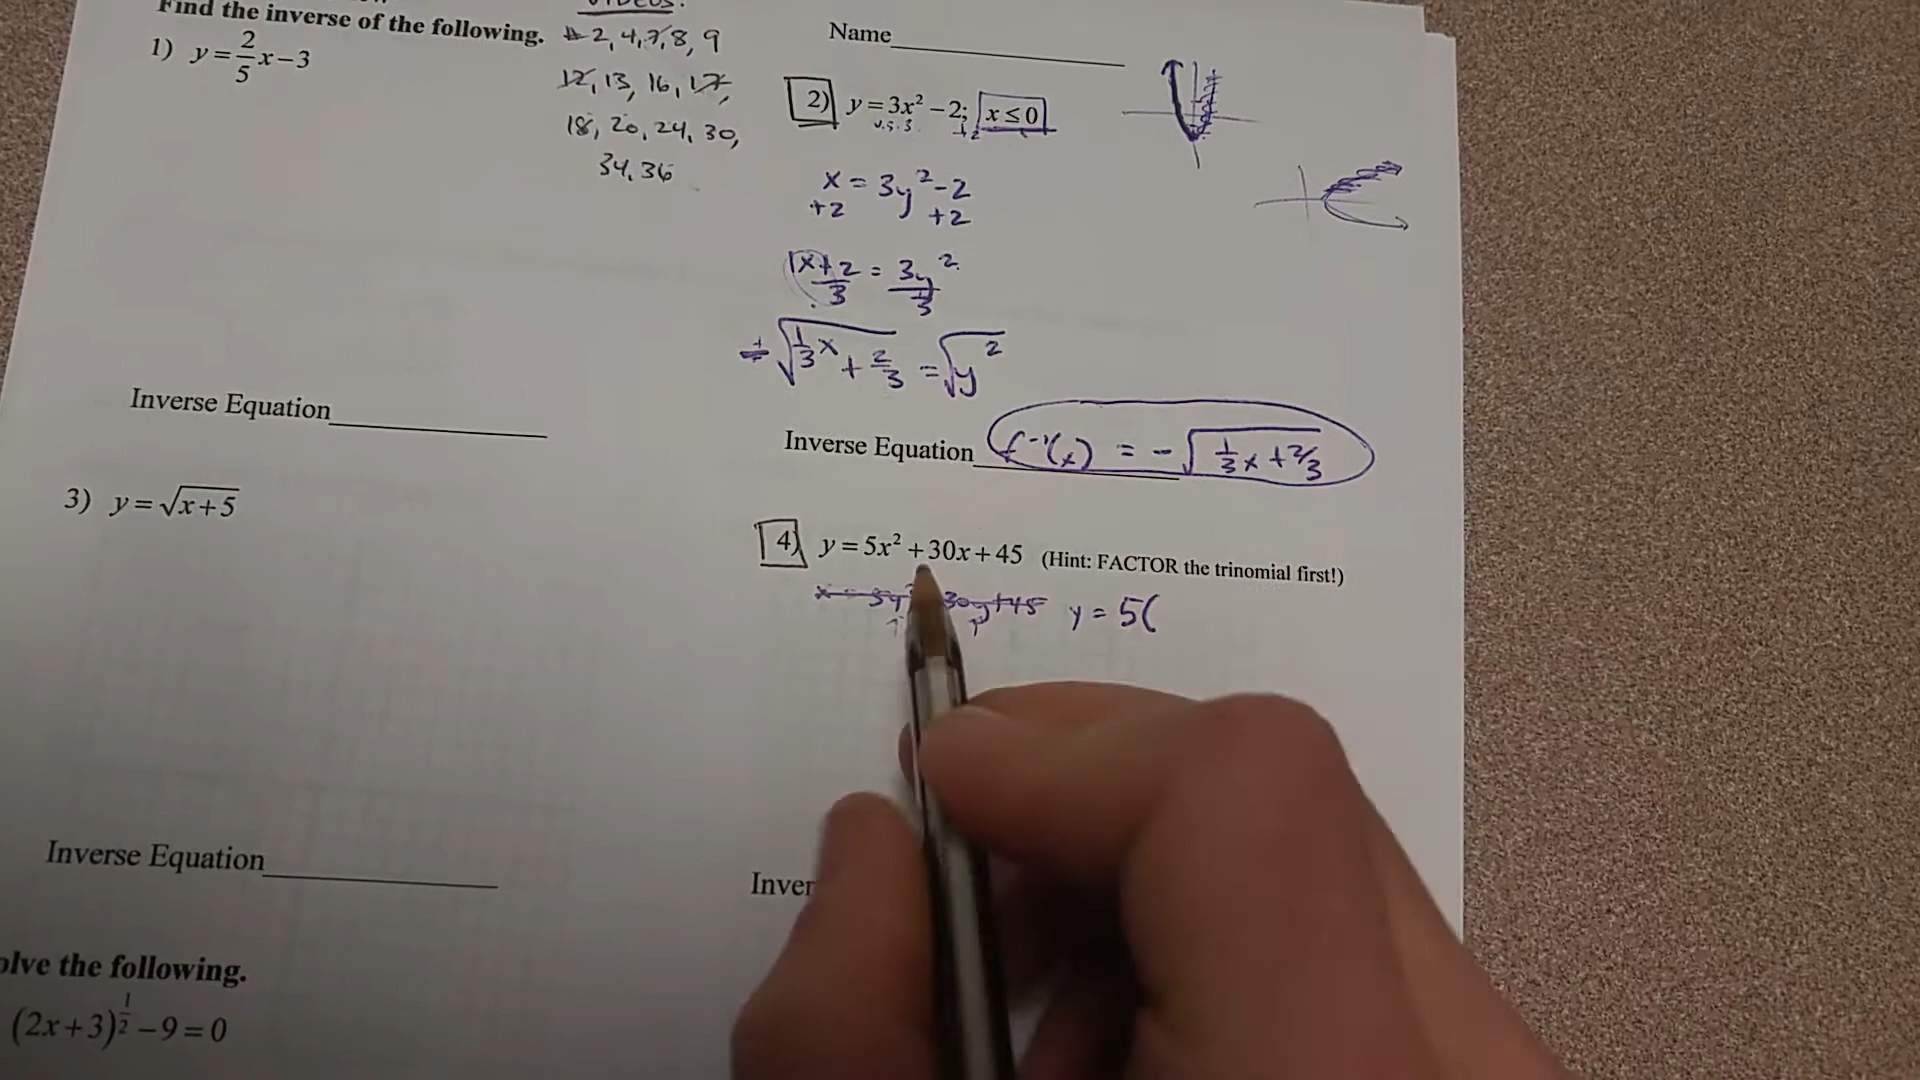 Find the inverse of the following.
VIDEOS:
2, 4, 7, 8, 9
12, 13, 16, 17,
18, 20, 24, 30,
34, 36
Name
1) y = 2/5 x − 3
2) y = 3x² − 2; x ≤ 0
÷3 +2
x = 3y² − 2
+2 +2
1x + 2 = 3y²
3 3
± √(1/3 x + 2/3) = √y²
Inverse Equation
Inverse Equation f⁻¹(x) = −√(1/3 x + 2/3)
3) y = √x+5
4) y = 5x² + 30x + 45 (Hint: FACTOR the trinomial first!)
y = 5(
Inverse Equation
Inver
olve the following.
(2x+3)^1/2 − 9 = 0